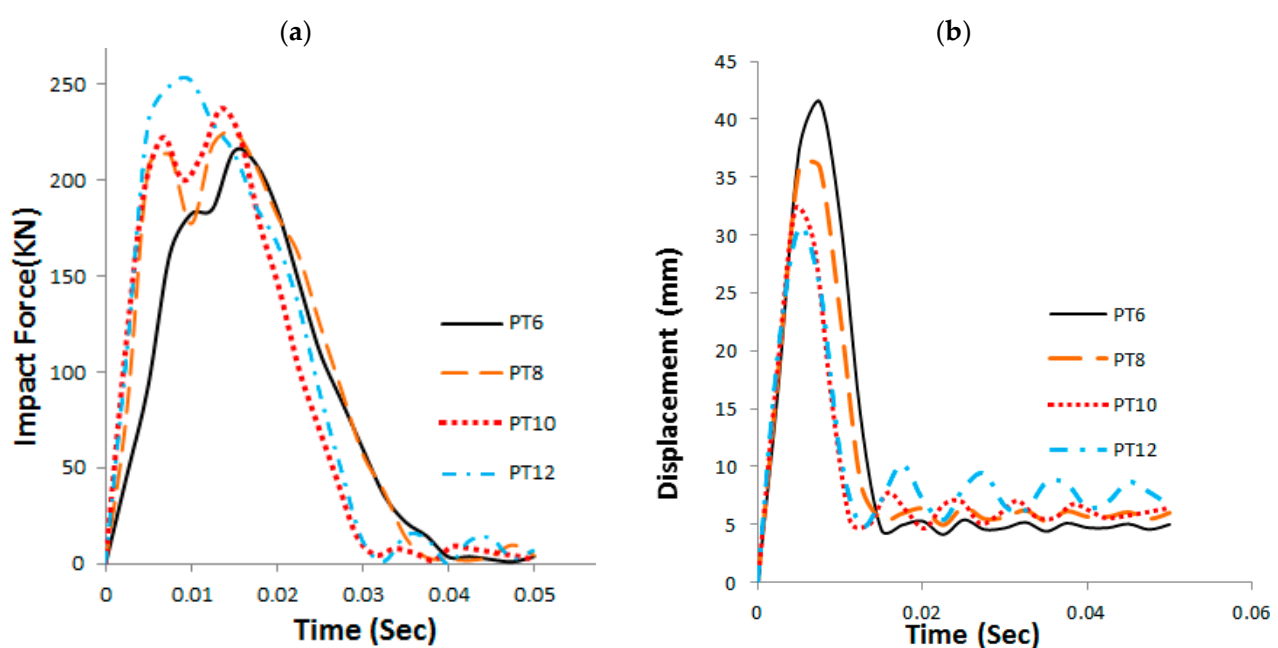 (a)
250
200
150
100
50
0
Impact Force(KN)
0
0.01
0.02
0.03
0.04
0.05
Time (Sec)
PT6
PT8
PT10
PT12
(b)
45
40
35
30
25
20
15
10
5
0
Displacement (mm)
0
0.02
0.04
0.06
Time (Sec)
PT6
PT8
PT10
PT12